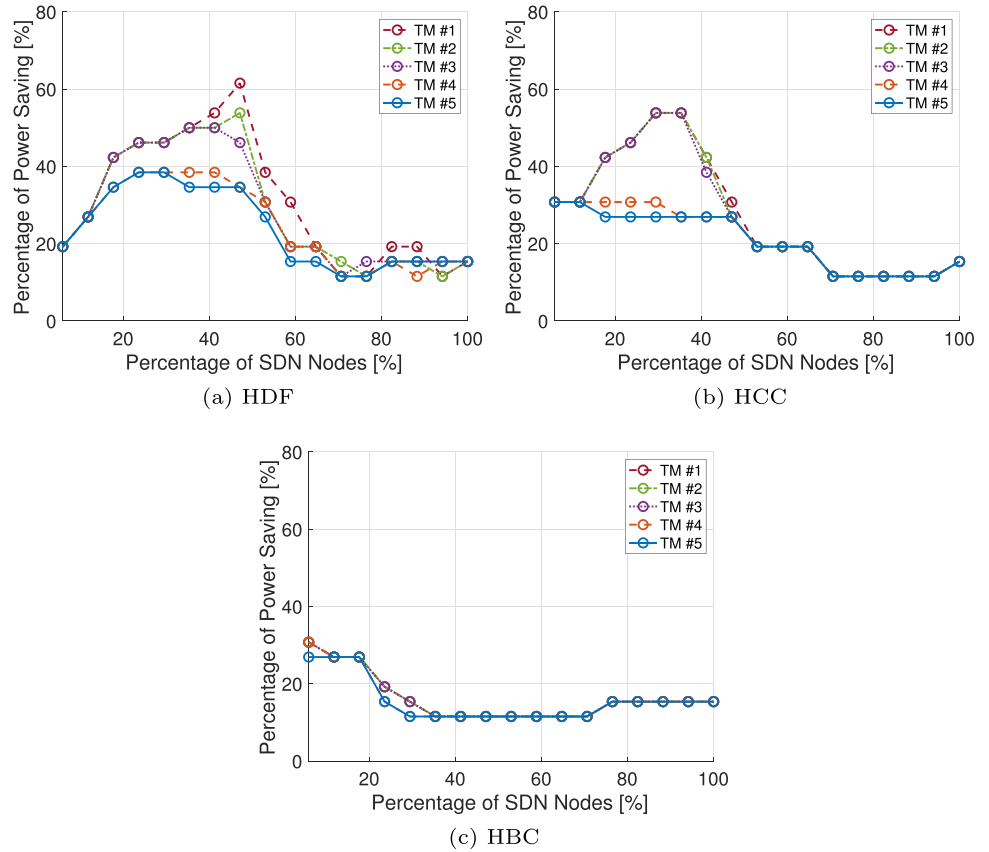 Percentage of Power Saving [%]
80
60
40
20
0
TM #1
TM #2
TM #3
TM #4
TM #5
20 40 60 80 100
Percentage of SDN Nodes [%]
(a) HDF
Percentage of Power Saving [%]
80
60
40
20
0
TM #1
TM #2
TM #3
TM #4
TM #5
20 40 60 80 100
Percentage of SDN Nodes [%]
(b) HCC
Percentage of Power Saving [%]
80
60
40
20
0
TM #1
TM #2
TM #3
TM #4
TM #5
20 40 60 80 100
Percentage of SDN Nodes [%]
(c) HBC